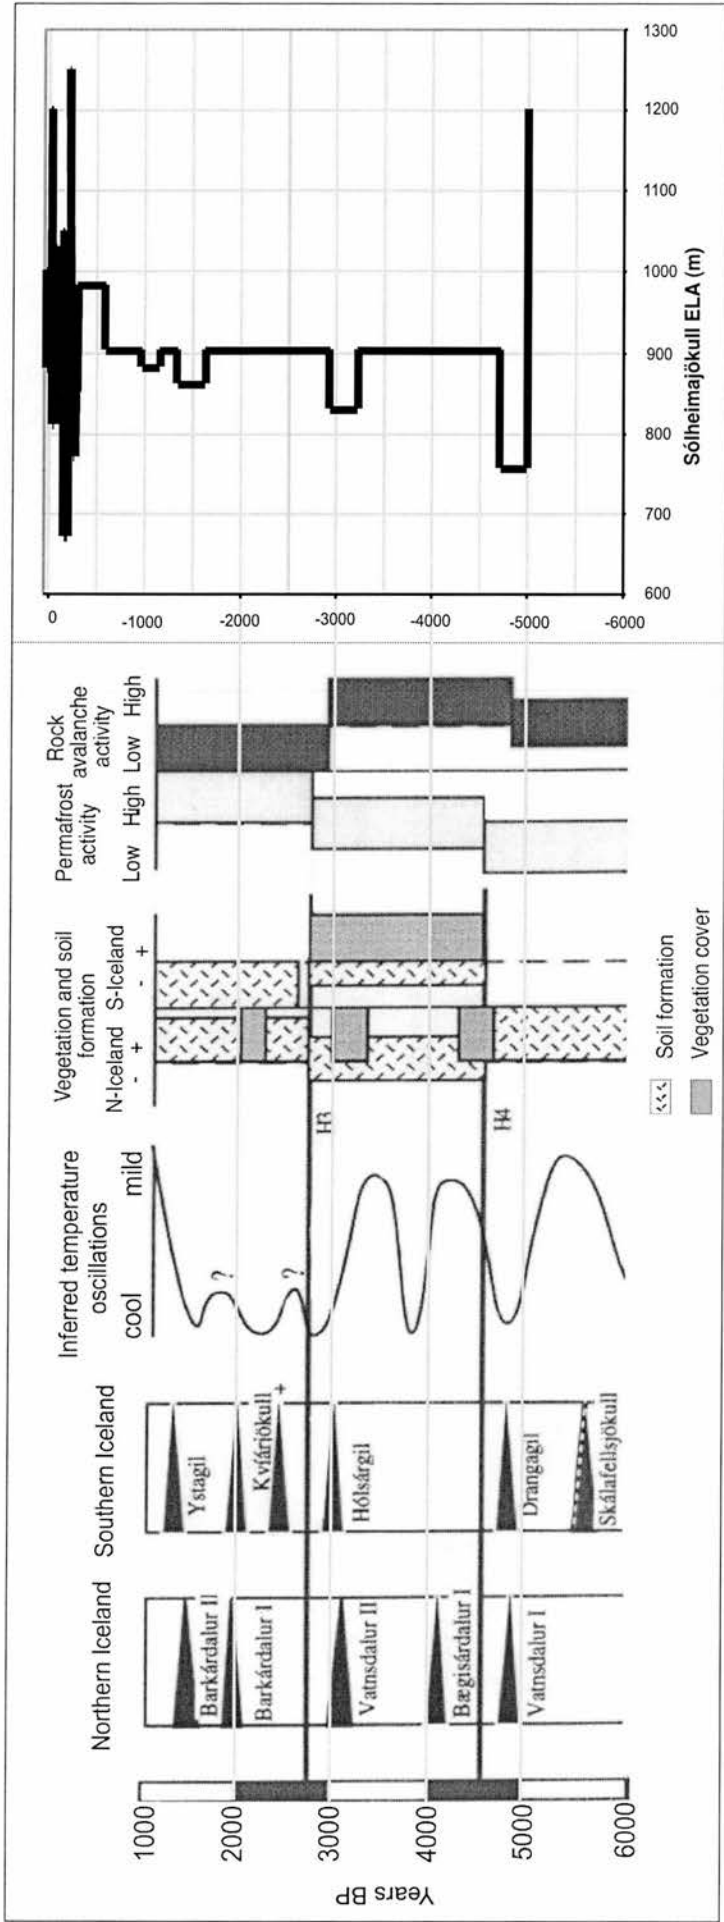 Years BP
1000
2000
3000
4000
5000
6000
Northern Iceland
Barkárdalur II
Barkárdalur I
Vatnsdalur II
Bægisárdalur I
Vatnsdalur I
Southern Iceland
Ystagil
Kvíárjökull
+
Hólsárgil
Drangagil
Skálafellsjökull
Inferred temperature
oscillations
cool mild
?
?
H3
H4
Vegetation and soil
formation
N-Iceland S-Iceland
- + - +
Soil formation
Vegetation cover
Permafrost
activity
Low High
Rock
avalanche
activity
Low High
0
-1000
-2000
-3000
-4000
-5000
-6000
600
700
800
900
1000
1100
1200
1300
Sólheimajökull ELA (m)